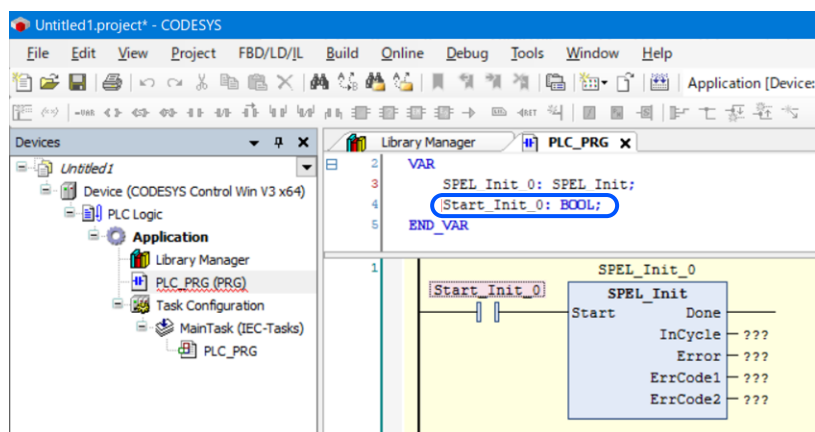 Untitled1.project* - CODESYS
File Edit View Project FBD/LD/IL Build Online Debug Tools Window Help
Application [Device:
Devices
Library Manager
PLC_PRG
Untitled1
Device (CODESYS Control Win V3 x64)
PLC Logic
Application
Library Manager
PLC_PRG (PRG)
Task Configuration
MainTask (IEC-Tasks)
PLC_PRG
2 VAR
3 SPEL_Init_0: SPEL_Init;
4 Start_Init_0: BOOL;
5 END_VAR
1
SPEL_Init_0
Start_Init_0
SPEL_Init
Start Done
InCycle ???
Error ???
ErrCode1 ???
ErrCode2 ???